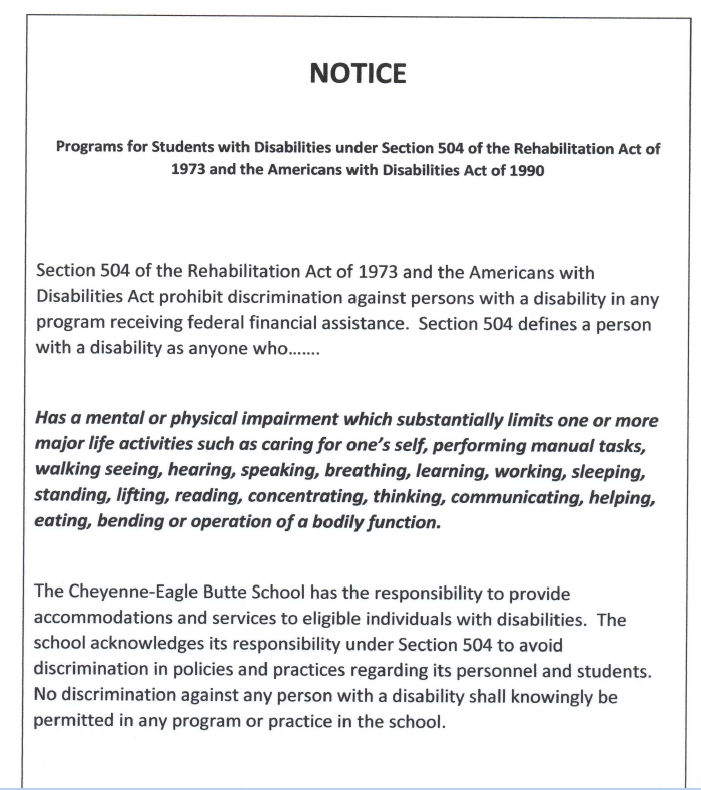 NOTICE
Programs for Students with Disabilities under Section 504 of the Rehabilitation Act of
1973 and the Americans with Disabilities Act of 1990
Section 504 of the Rehabilitation Act of 1973 and the Americans with
Disabilities Act prohibit discrimination against persons with a disability in any
program receiving federal financial assistance.  Section 504 defines a person
with a disability as anyone who.......
Has a mental or physical impairment which substantially limits one or more
major life activities such as caring for one's self, performing manual tasks,
walking seeing, hearing, speaking, breathing, learning, working, sleeping,
standing, lifting, reading, concentrating, thinking, communicating, helping,
eating, bending or operation of a bodily function.
The Cheyenne-Eagle Butte School has the responsibility to provide
accommodations and services to eligible individuals with disabilities.  The
school acknowledges its responsibility under Section 504 to avoid
discrimination in policies and practices regarding its personnel and students.
No discrimination against any person with a disability shall knowingly be
permitted in any program or practice in the school.